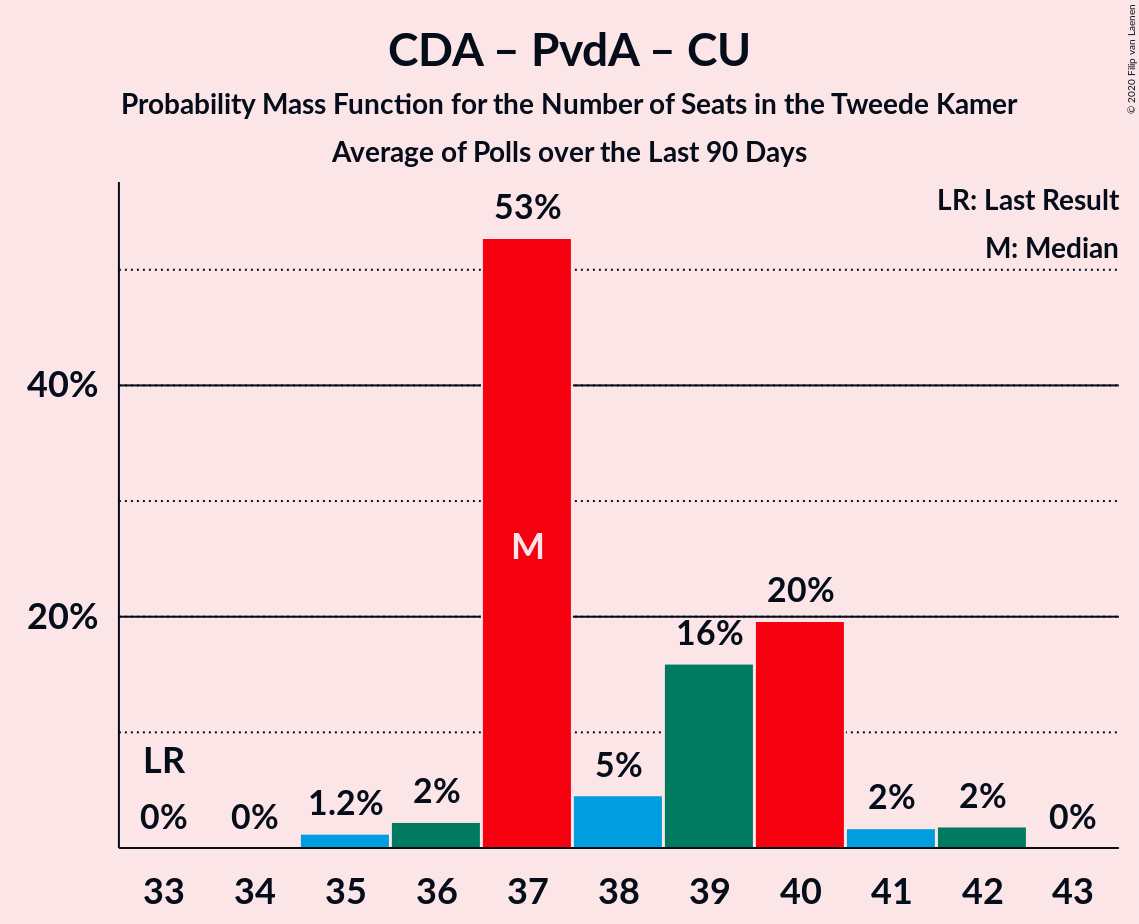 CDA – PvdA – CU
Probability Mass Function for the Number of Seats in the Tweede Kamer
Average of Polls over the Last 90 Days
© 2020 Filip van Laenen
LR: Last Result
M: Median
53%
40%
M
20%
20%
16%
LR
0%
0%
1.2%
2%
5%
2%
2%
0%
33 34 35 36 37 38 39 40 41 42 43